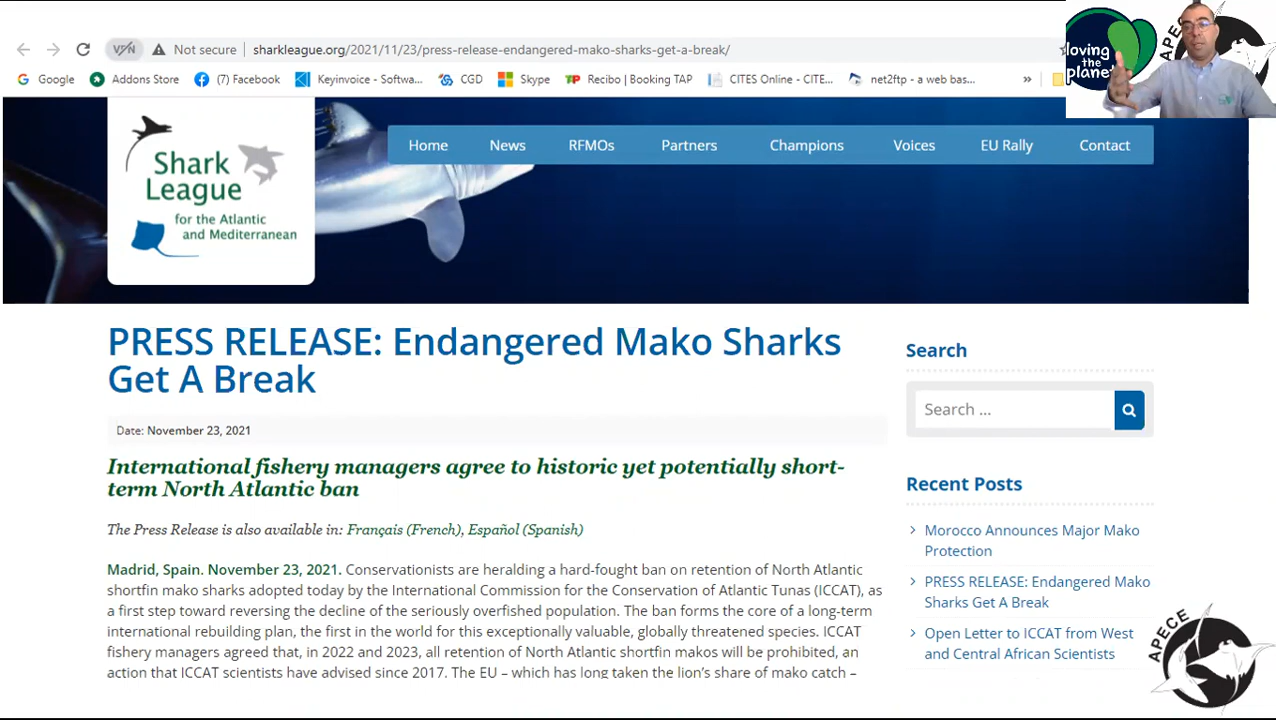 VPN Not secure sharkleague.org/2021/11/23/press-release-endangered-mako-sharks-get-a-break/
Google Addons Store (7) Facebook Keyinvoice - Softwa... CGD Skype Recibo | Booking TAP CITES Online - CITE... net2ftp - a web bas... »
loving
the
planet
APECE
Shark
League
for the Atlantic
and Mediterranean
Home News RFMOs Partners Champions Voices EU Rally Contact
PRESS RELEASE: Endangered Mako Sharks
Get A Break
Date: November 23, 2021
International fishery managers agree to historic yet potentially short-
term North Atlantic ban
The Press Release is also available in: Français (French), Español (Spanish)
Madrid, Spain. November 23, 2021. Conservationists are heralding a hard-fought ban on retention of North Atlantic
shortfin mako sharks adopted today by the International Commission for the Conservation of Atlantic Tunas (ICCAT), as
a first step toward reversing the decline of the seriously overfished population. The ban forms the core of a long-term
international rebuilding plan, the first in the world for this exceptionally valuable, globally threatened species. ICCAT
fishery managers agreed that, in 2022 and 2023, all retention of North Atlantic shortfin makos will be prohibited, an
action that ICCAT scientists have advised since 2017. The EU – which has long taken the lion's share of mako catch –
Search
Search ...
Recent Posts
Morocco Announces Major Mako
Protection
PRESS RELEASE: Endangered Mako
Sharks Get A Break
Open Letter to ICCAT from West
and Central African Scientists
APECE